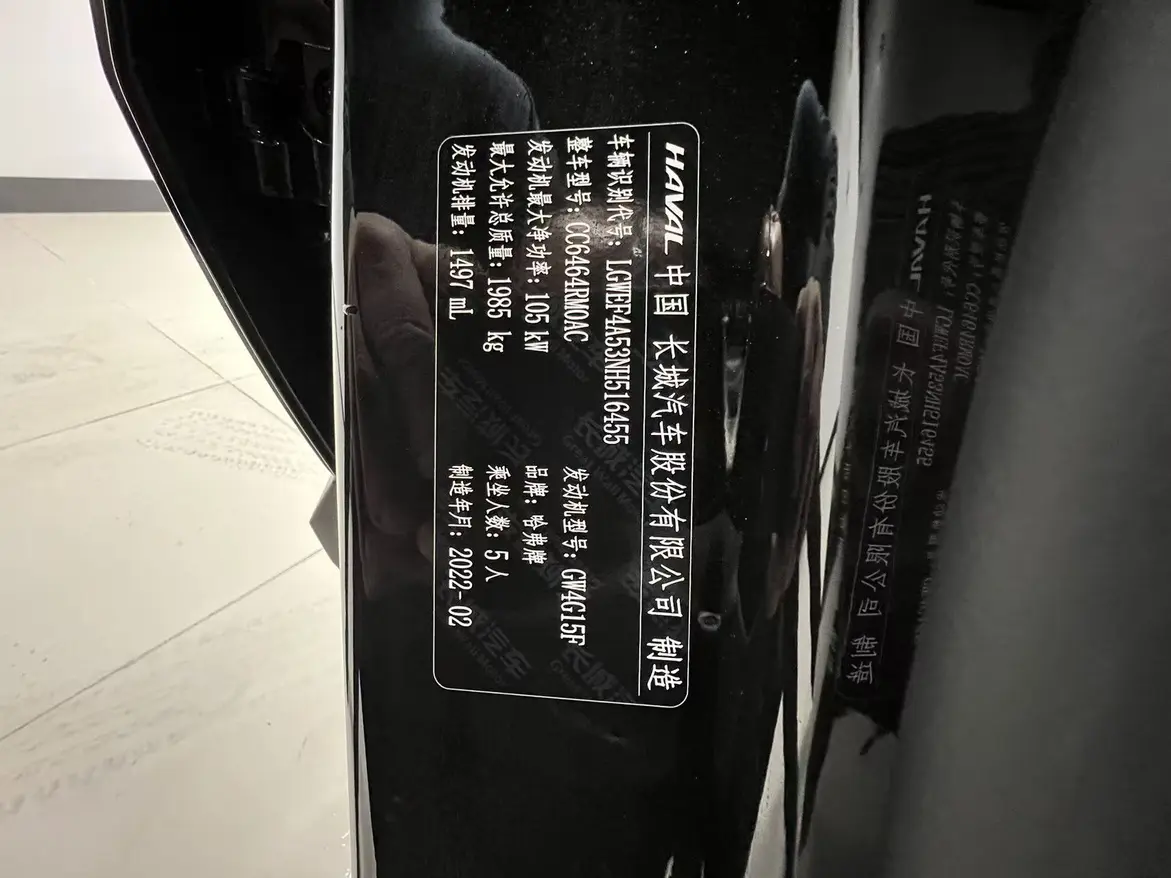 HAVAL 中国 长城汽车股份有限公司 制造
车辆识别代号: LGWEF4A53NH516455
整车型号: CC6464RM0AC 发动机型号: GW4G15F
发动机最大净功率: 105 kW 品牌: 哈弗牌
最大允许总质量: 1985 kg 乘坐人数: 5 人
发动机排量: 1497 mL 制造年月: 2022-02